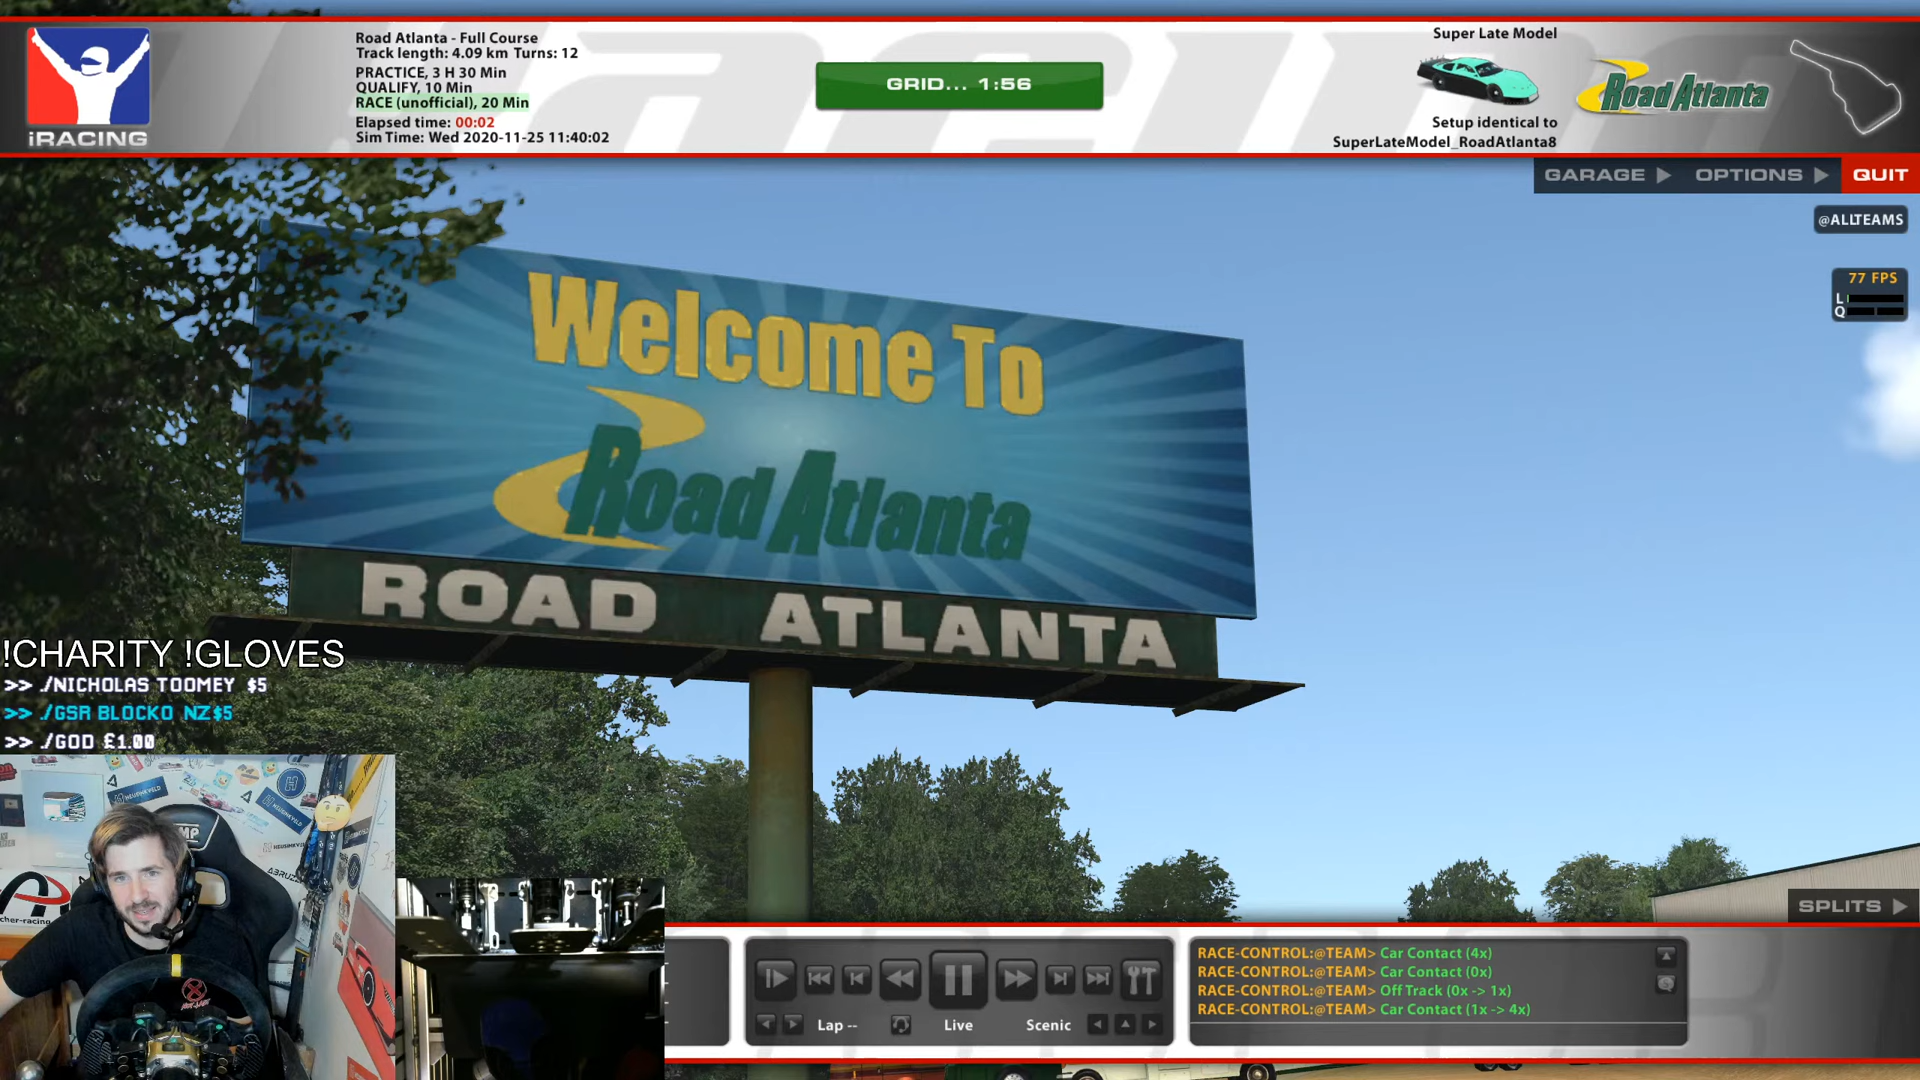 iRACING
Road Atlanta - Full Course
Track length: 4.09 km Turns: 12
PRACTICE, 3 H 30 Min
QUALIFY, 10 Min
RACE (unofficial), 20 Min
Elapsed time: 00:02
Sim Time: Wed 2020-11-25 11:40:02
GRID... 1:56
Super Late Model
Setup identical to
SuperLateModel_RoadAtlanta8
Road Atlanta
GARAGE
OPTIONS
QUIT
@ALLTEAMS
77 FPS
L
Q
Welcome To
Road Atlanta
ROAD ATLANTA
!CHARITY !GLOVES
>> ./NICHOLAS TOOMEY $5
>> ./GSR BLOCKO NZ$5
>> ./GOD £1.00
cher-racing
SPLITS
Lap --
Live
Scenic
RACE-CONTROL:@TEAM> Car Contact (4x)
RACE-CONTROL:@TEAM> Car Contact (0x)
RACE-CONTROL:@TEAM> Off Track (0x -> 1x)
RACE-CONTROL:@TEAM> Car Contact (1x -> 4x)